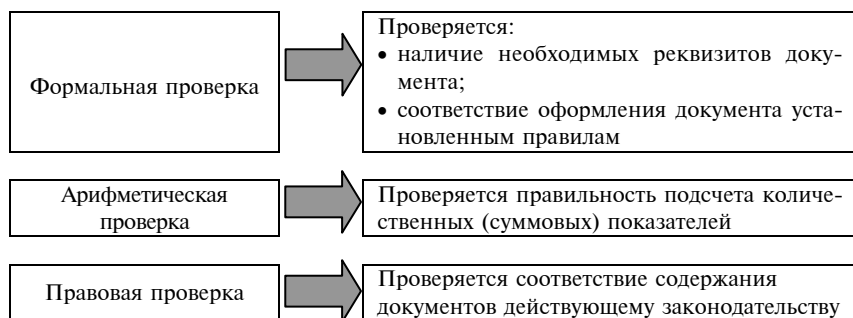 Формальная проверка
Проверяется:
• наличие необходимых реквизитов доку-
мента;
• соответствие оформления документа уста-
новленным правилам
Арифметическая
проверка
Проверяется правильность подсчета количе-
ственных (суммовых) показателей
Правовая проверка
Проверяется соответствие содержания
документов действующему законодательству